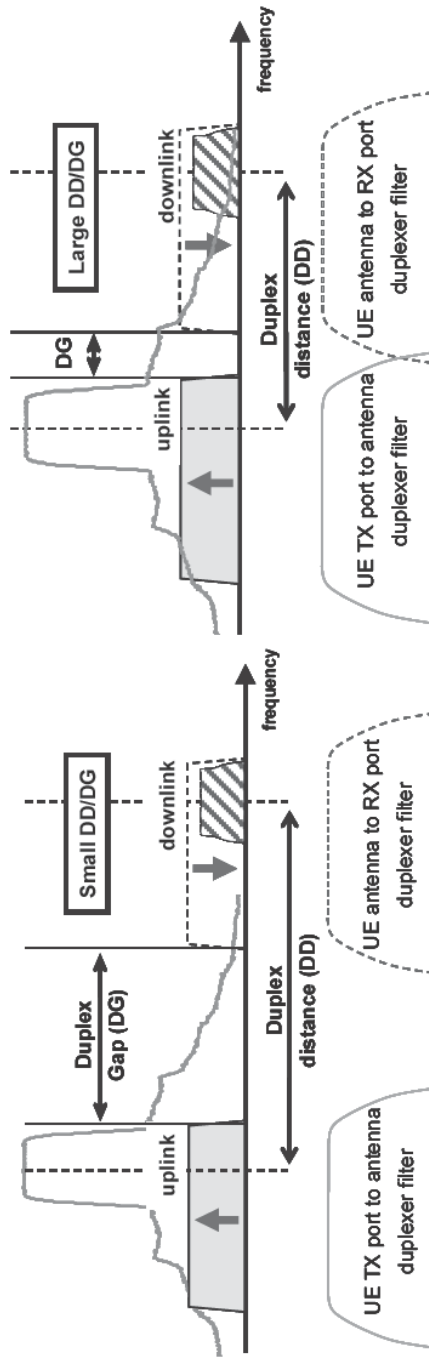 Small DD/DG
Duplex
Gap (DG)
uplink
downlink
frequency
Duplex
distance (DD)
UE TX port to antenna
duplexer filter
UE antenna to RX port
duplexer filter
Large DD/DG
DG
uplink
downlink
frequency
Duplex
distance (DD)
UE TX port to antenna
duplexer filter
UE antenna to RX port
duplexer filter